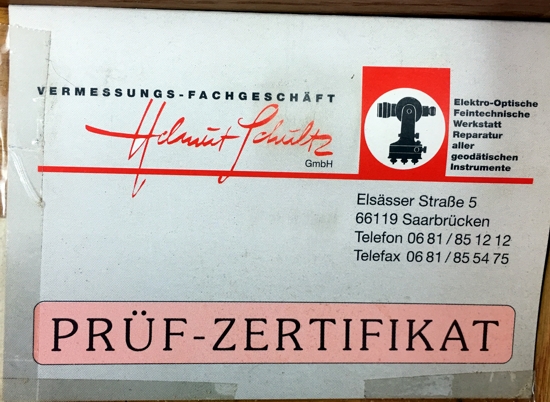 VERMESSUNGS-FACHGESCHÄFT
Helmut Schultz
GmbH
Elektro-Optische
Feintechnische
Werkstatt
Reparatur
aller
geodätischen
Instrumente
Elsässer Straße 5
66119 Saarbrücken
Telefon 06 81 / 85 12 12
Telefax 06 81 / 85 54 75
PRÜF-ZERTIFIKAT